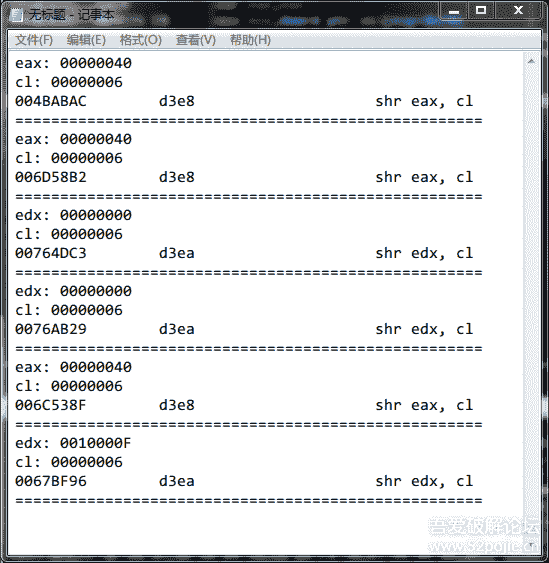 无标题 - 记事本
文件(F) 编辑(E) 格式(O) 查看(V) 帮助(H)
eax: 00000040
cl: 00000006
004BABAC d3e8 shr eax, cl
====================================================
eax: 00000040
cl: 00000006
006D58B2 d3e8 shr eax, cl
====================================================
edx: 00000000
cl: 00000006
00764DC3 d3ea shr edx, cl
====================================================
edx: 00000000
cl: 00000006
0076AB29 d3ea shr edx, cl
====================================================
eax: 00000040
cl: 00000006
006C538F d3e8 shr eax, cl
====================================================
edx: 0010000F
cl: 00000006
0067BF96 d3ea shr edx, cl
====================================================
吾爱破解论坛
www.52pojie.cn